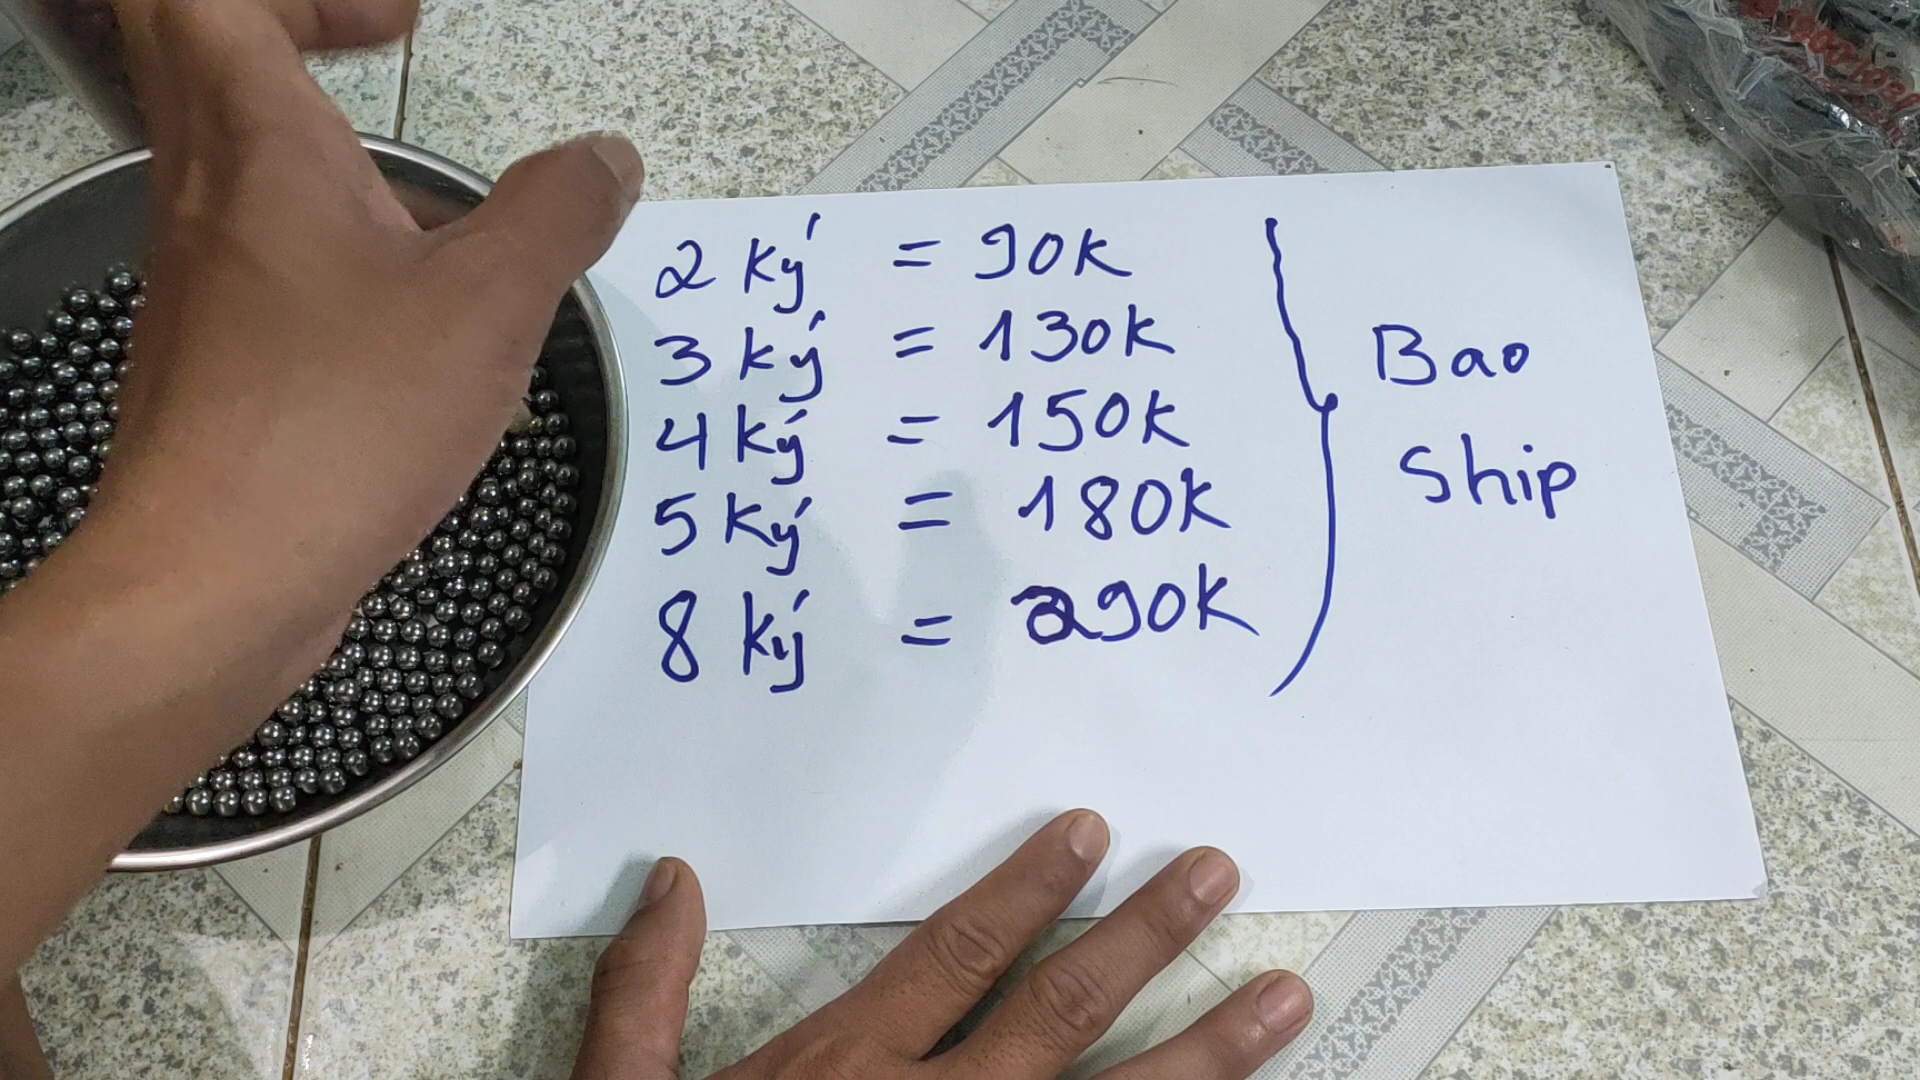 2 ký = 90k
3 ký = 130k
4 ký = 150k
5 ký = 180k
8 ký = 290k
Bao
Ship